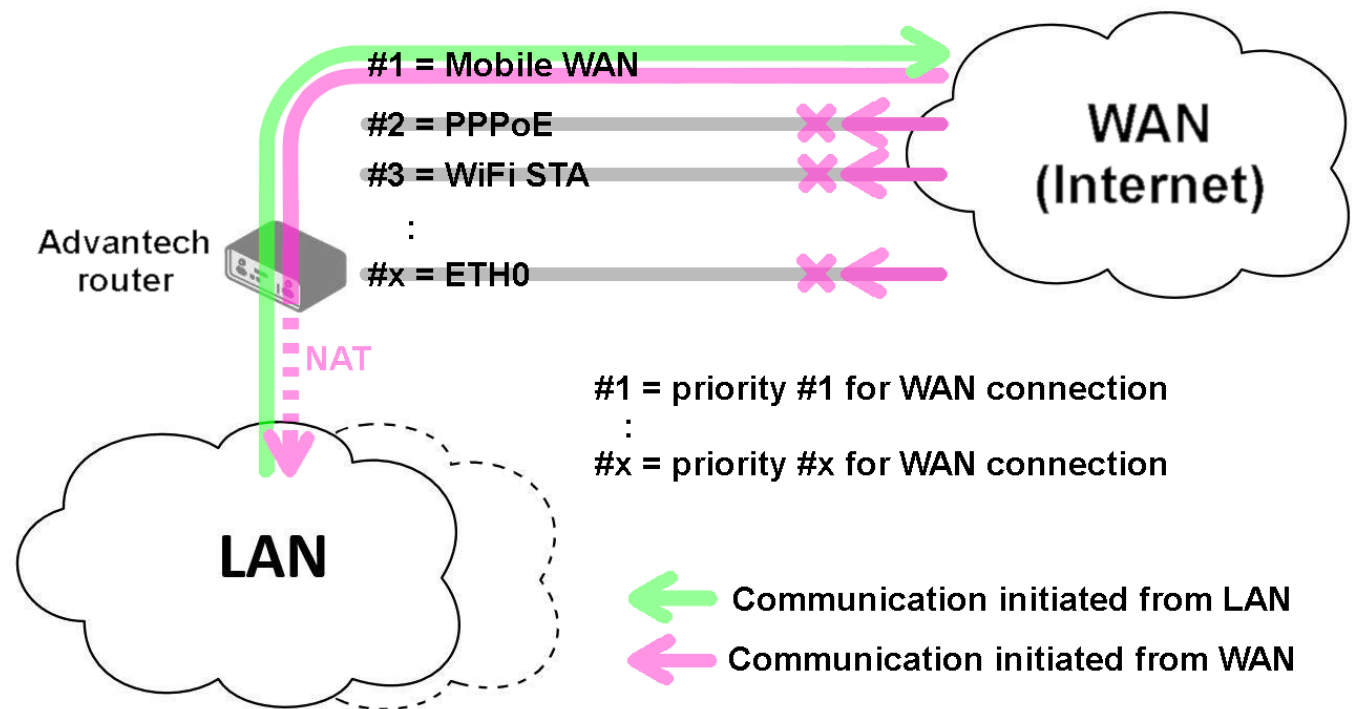 #1 = Mobile WAN
#2 = PPPoE
#3 = WiFi STA
:
#x = ETH0
WAN
(Internet)
Advantech
router
NAT
#1 = priority #1 for WAN connection
:
#x = priority #x for WAN connection
LAN
Communication initiated from LAN
Communication initiated from WAN